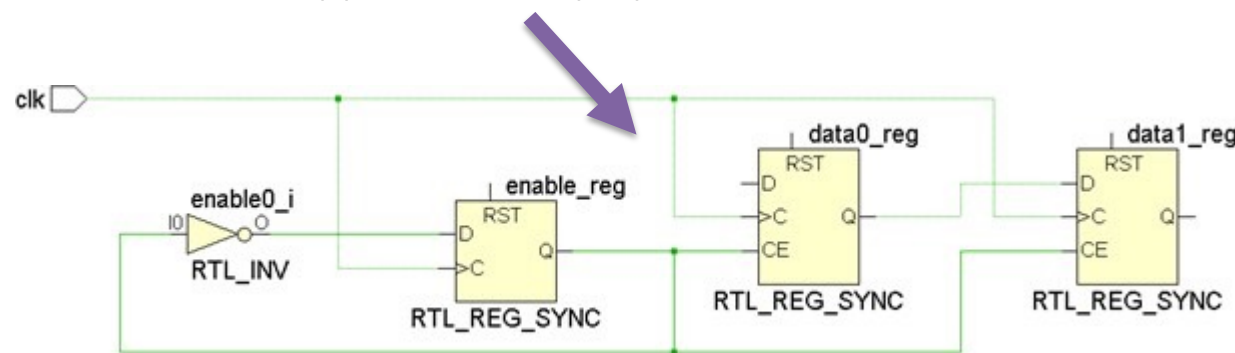 clk
enable0_i
I0
O
RTL_INV
enable_reg
RST
D
C
Q
RTL_REG_SYNC
data0_reg
RST
D
C
Q
CE
RTL_REG_SYNC
data1_reg
RST
D
C
Q
CE
RTL_REG_SYNC